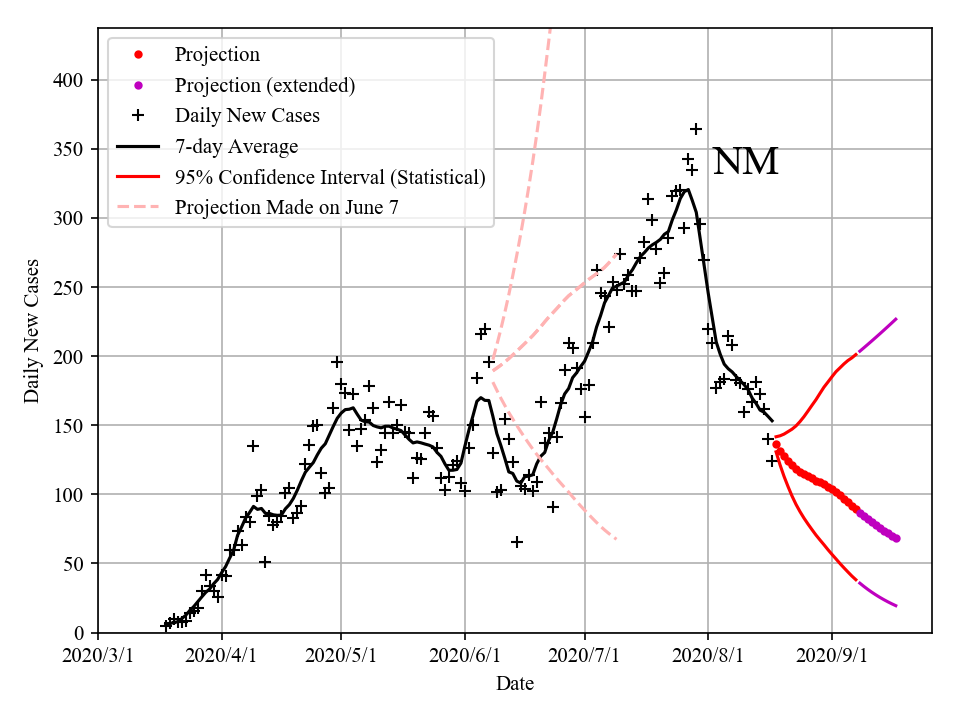 Projection
Projection (extended)
Daily New Cases
7-day Average
95% Confidence Interval (Statistical)
Projection Made on June 7
NM
Daily New Cases
400
350
300
250
200
150
100
50
0
2020/3/1 2020/4/1 2020/5/1 2020/6/1 2020/7/1 2020/8/1 2020/9/1
Date